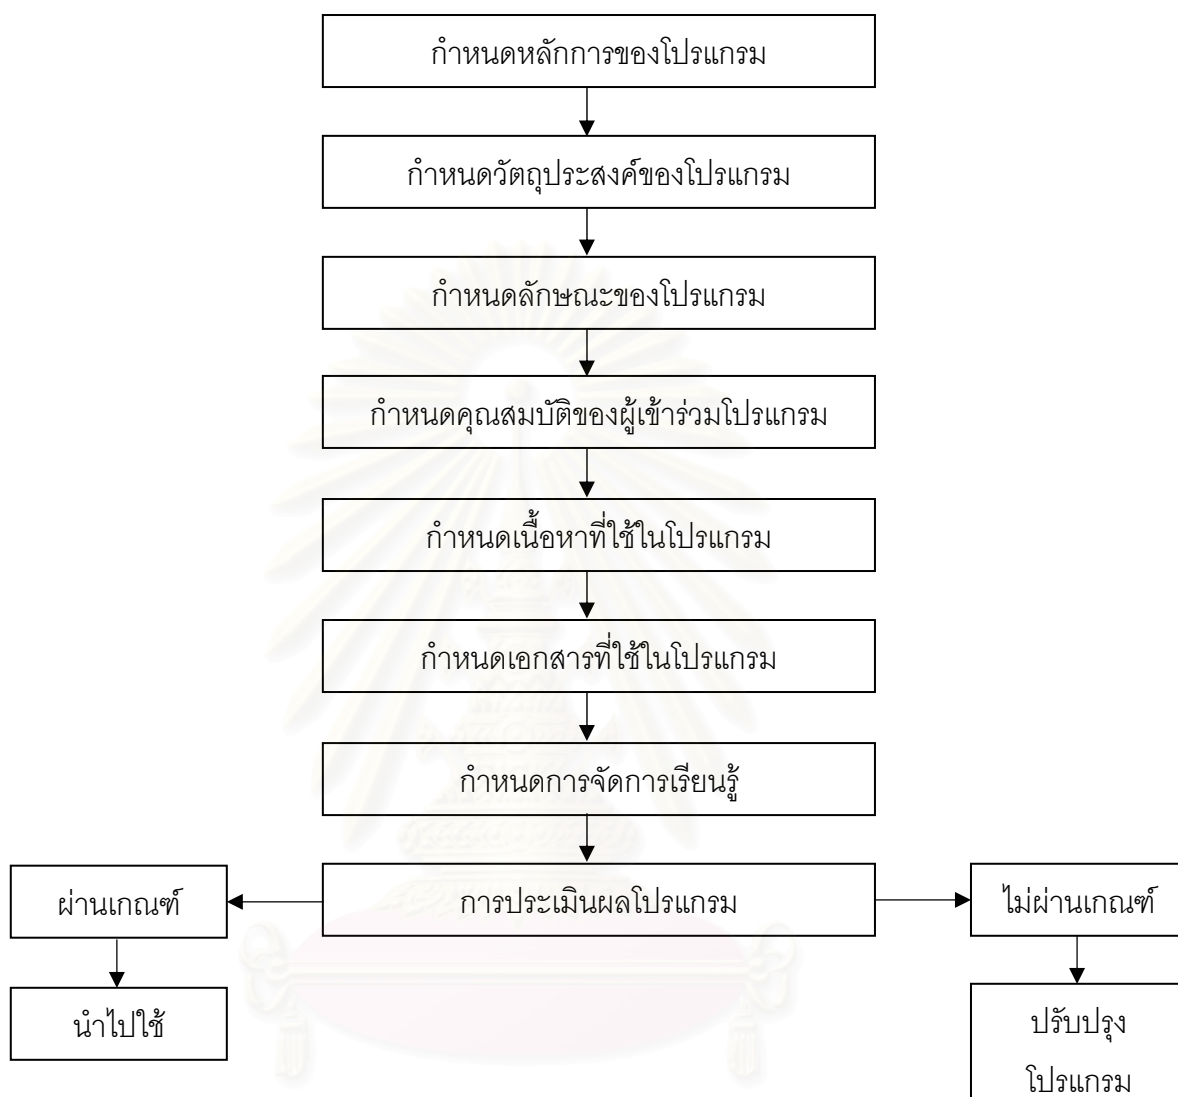 กำหนดหลักการของโปรแกรม
กำหนดวัตถุประสงค์ของโปรแกรม
กำหนดลักษณะของโปรแกรม
กำหนดคุณสมบัติของผู้เข้าร่วมโปรแกรม
กำหนดเนื้อหาที่ใช้ในโปรแกรม
กำหนดเอกสารที่ใช้ในโปรแกรม
กำหนดการจัดการเรียนรู้
ผ่านเกณฑ์
การประเมินผลโปรแกรม
ไม่ผ่านเกณฑ์
นำไปใช้
ปรับปรุง
โปรแกรม